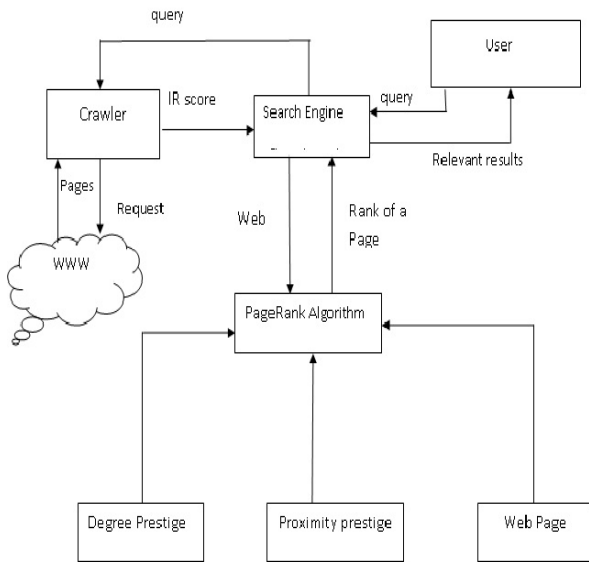 query
User
IR score
query
Crawler
Search Engine
Relevant results
Pages
Request
Web
Rank of a
Page
WWW
PageRank Algorithm
Degree Prestige
Proximity prestige
Web Page